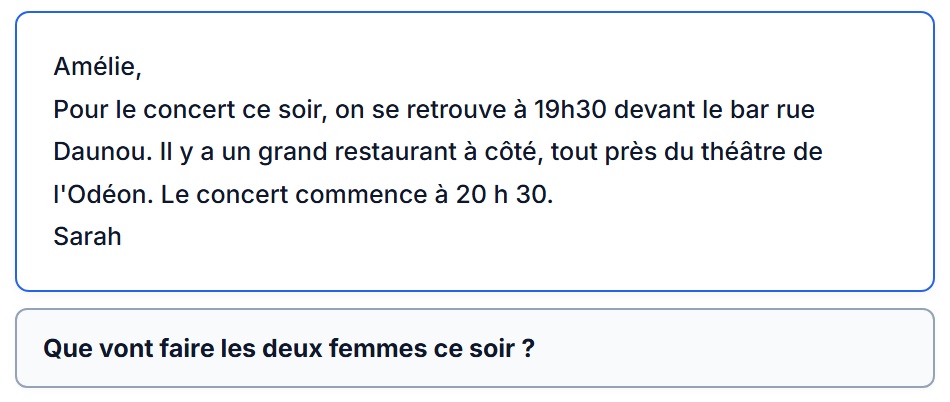 Amélie,
Pour le concert ce soir, on se retrouve à 19h30 devant le bar rue
Daunou. Il y a un grand restaurant à côté, tout près du théâtre de
l'Odéon. Le concert commence à 20 h 30.
Sarah
Que vont faire les deux femmes ce soir ?